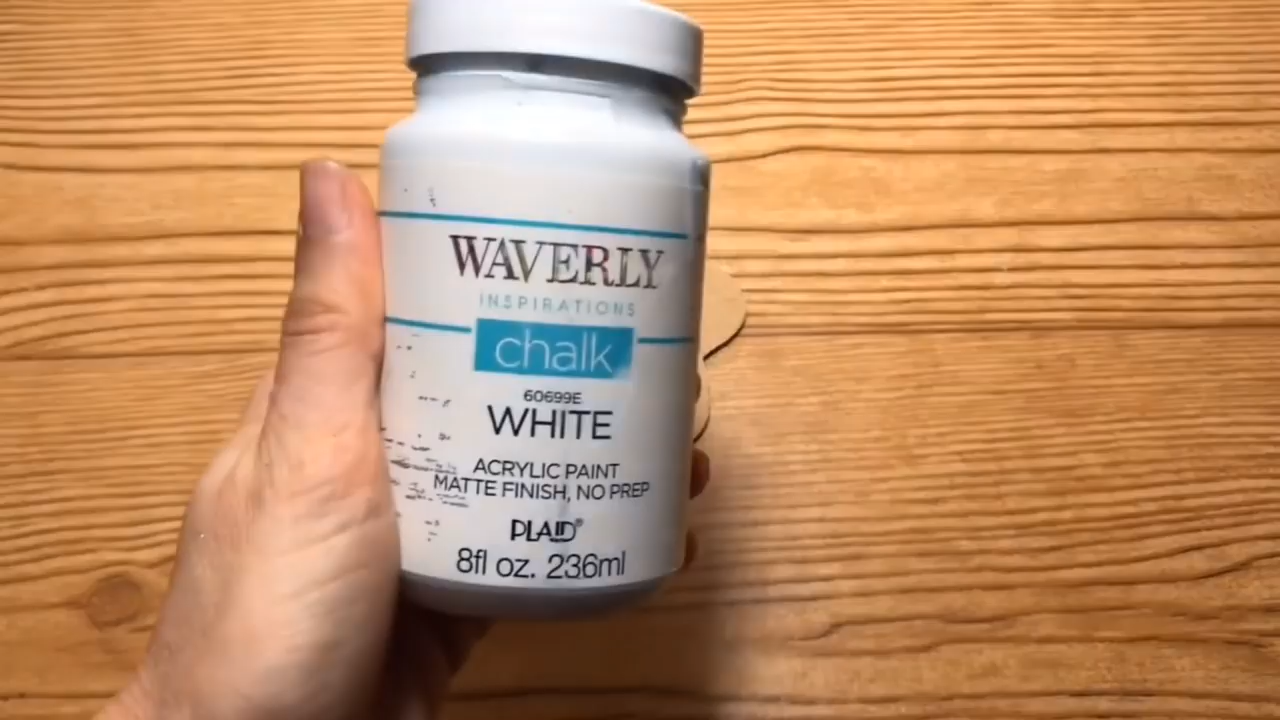 WAVERLY
INSPIRATIONS
chalk
60699E
WHITE
ACRYLIC PAINT
MATTE FINISH, NO PREP
PLAID®
8fl oz. 236ml